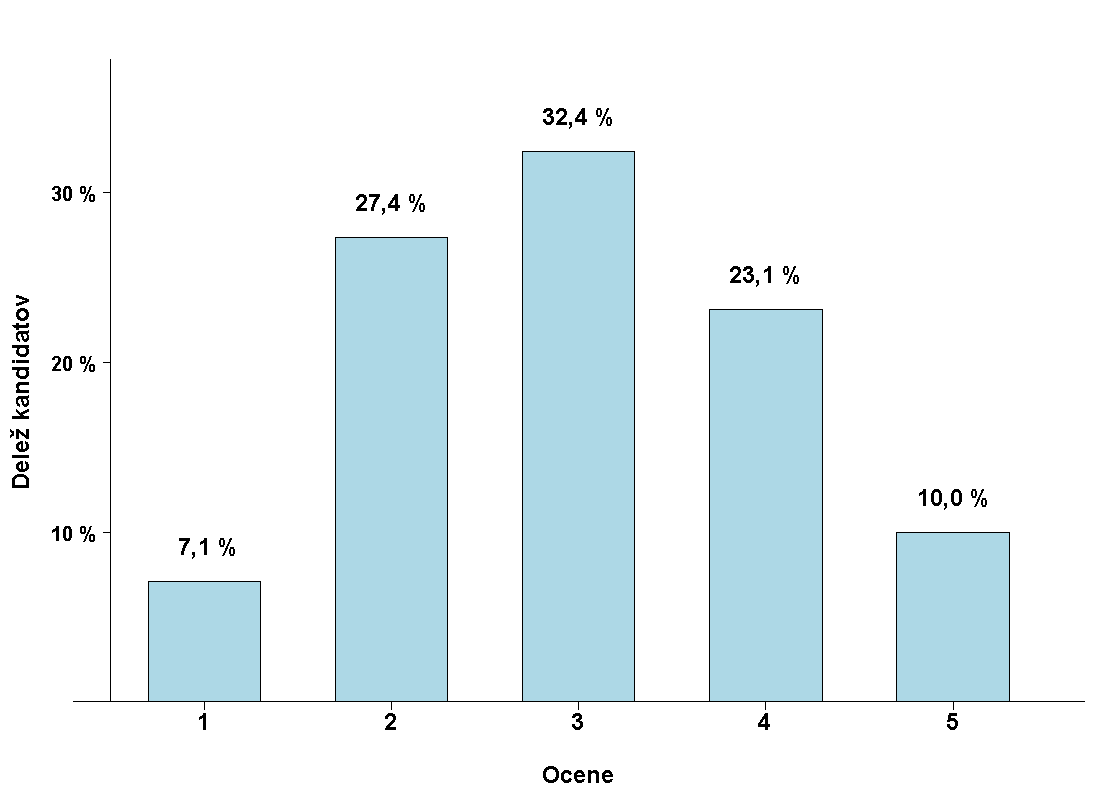 32,4 %
30 %
27,4 %
23,1 %
20 %
Delež kandidatov
10,0 %
10 %
7,1 %
1 2 3 4 5
Ocene